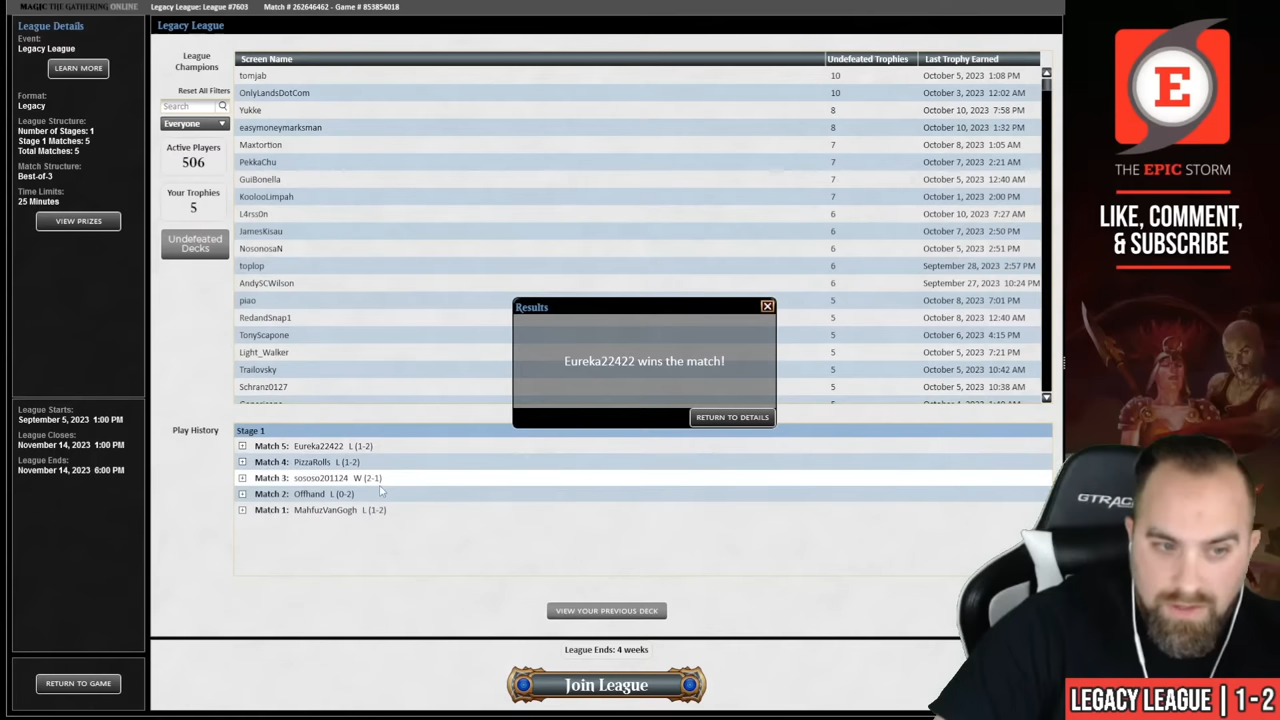 MAGIC THE GATHERING ONLINE
Legacy League: League #7603
Match # 262646462 - Game # 853854018
League Details
Event:
Legacy League
LEARN MORE
Format:
Legacy
League Structure:
Number of Stages: 1
Stage 1 Matches: 5
Total Matches: 5
Match Structure:
Best-of-3
Time Limits:
25 Minutes
VIEW PRIZES
League Starts:
September 5, 2023 1:00 PM
League Closes:
November 14, 2023 1:00 PM
League Ends:
November 14, 2023 6:00 PM
RETURN TO GAME
Legacy League
League
Champions
Reset All Filters
Search
Everyone
Active Players
506
Your Trophies
5
Undefeated
Decks
Screen Name Undefeated Trophies Last Trophy Earned
tomjab 10 October 5, 2023 1:08 PM
OnlyLandsDotCom 10 October 3, 2023 12:02 AM
Yukke 8 October 10, 2023 7:58 PM
easymoneymarksman 8 October 10, 2023 1:32 PM
Maxtortion 7 October 8, 2023 1:05 AM
PekkaChu 7 October 7, 2023 2:21 AM
GuiBonella 7 October 5, 2023 12:40 AM
KoolooLimpah 7 October 1, 2023 2:00 PM
L4rss0n 6 October 10, 2023 7:27 AM
JamesKisau 6 October 7, 2023 2:50 PM
NosonosaN 6 October 5, 2023 2:51 PM
toplop 6 September 28, 2023 2:57 PM
AndySCWilson 6 September 27, 2023 10:24 PM
piao 5 October 8, 2023 7:01 PM
RedandSnap1 5 October 8, 2023 12:40 AM
TonyScapone 5 October 6, 2023 4:15 PM
Light_Walker 5 October 5, 2023 7:21 PM
Trailovsky 5 October 5, 2023 10:42 AM
Schranz0127 5 October 5, 2023 10:38 AM
Results
Eureka22422 wins the match!
RETURN TO DETAILS
Play History
Stage 1
Match 5: Eureka22422 L (1-2)
Match 4: PizzaRolls L (1-2)
Match 3: sososo201124 W (2-1)
Match 2: Offhand L (0-2)
Match 1: MahfuzVanGogh L (1-2)
VIEW YOUR PREVIOUS DECK
League Ends: 4 weeks
Join League
E
THE EPIC STORM
LIKE, COMMENT,
& SUBSCRIBE
GTRAC
LEGACY LEAGUE | 1-2